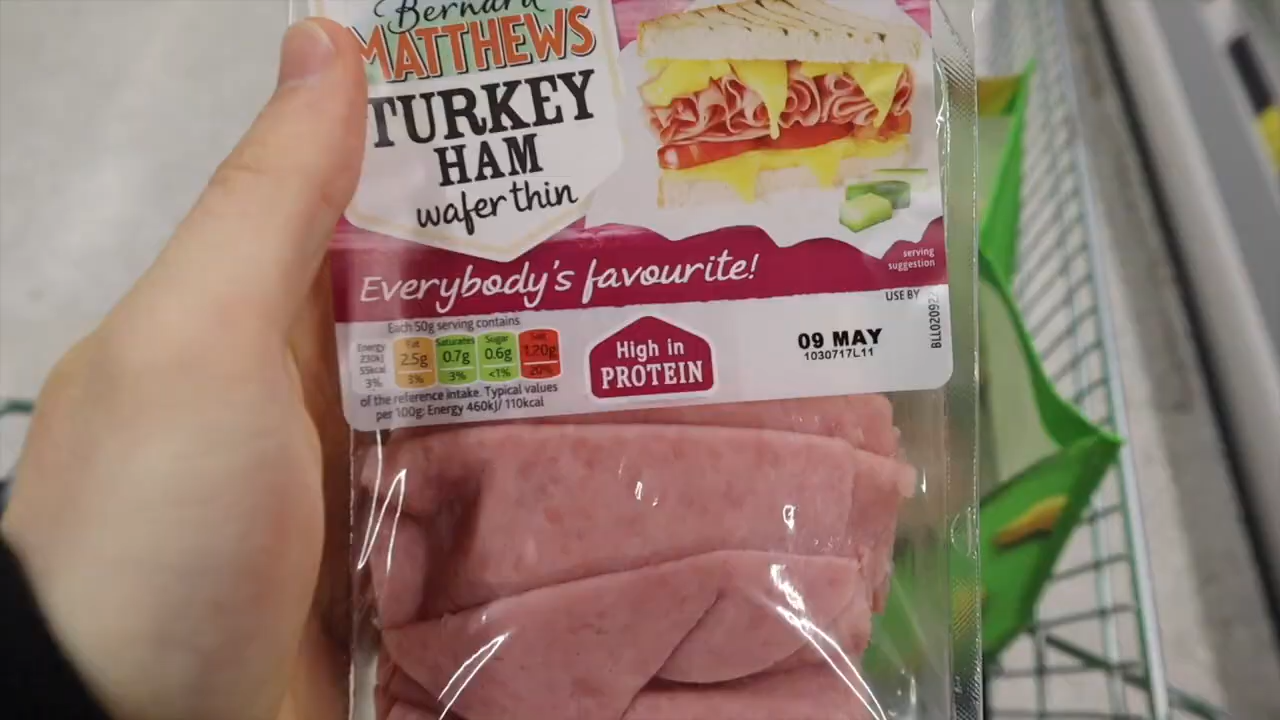 Bernard
MATTHEWS
TURKEY
HAM
wafer thin
serving
suggestion
Everybody's favourite!
USE BY
09 MAY
1030717L11
BLL02092
Each 50g serving contains
Energy
230kJ
55kcal
3%
Fat
2.5g
3%
Saturates
0.7g
3%
Sugar
0.6g
<1%
Salt
1.20g
20%
of the reference intake. Typical values
per 100g: Energy 460kJ/110kcal
High in
PROTEIN